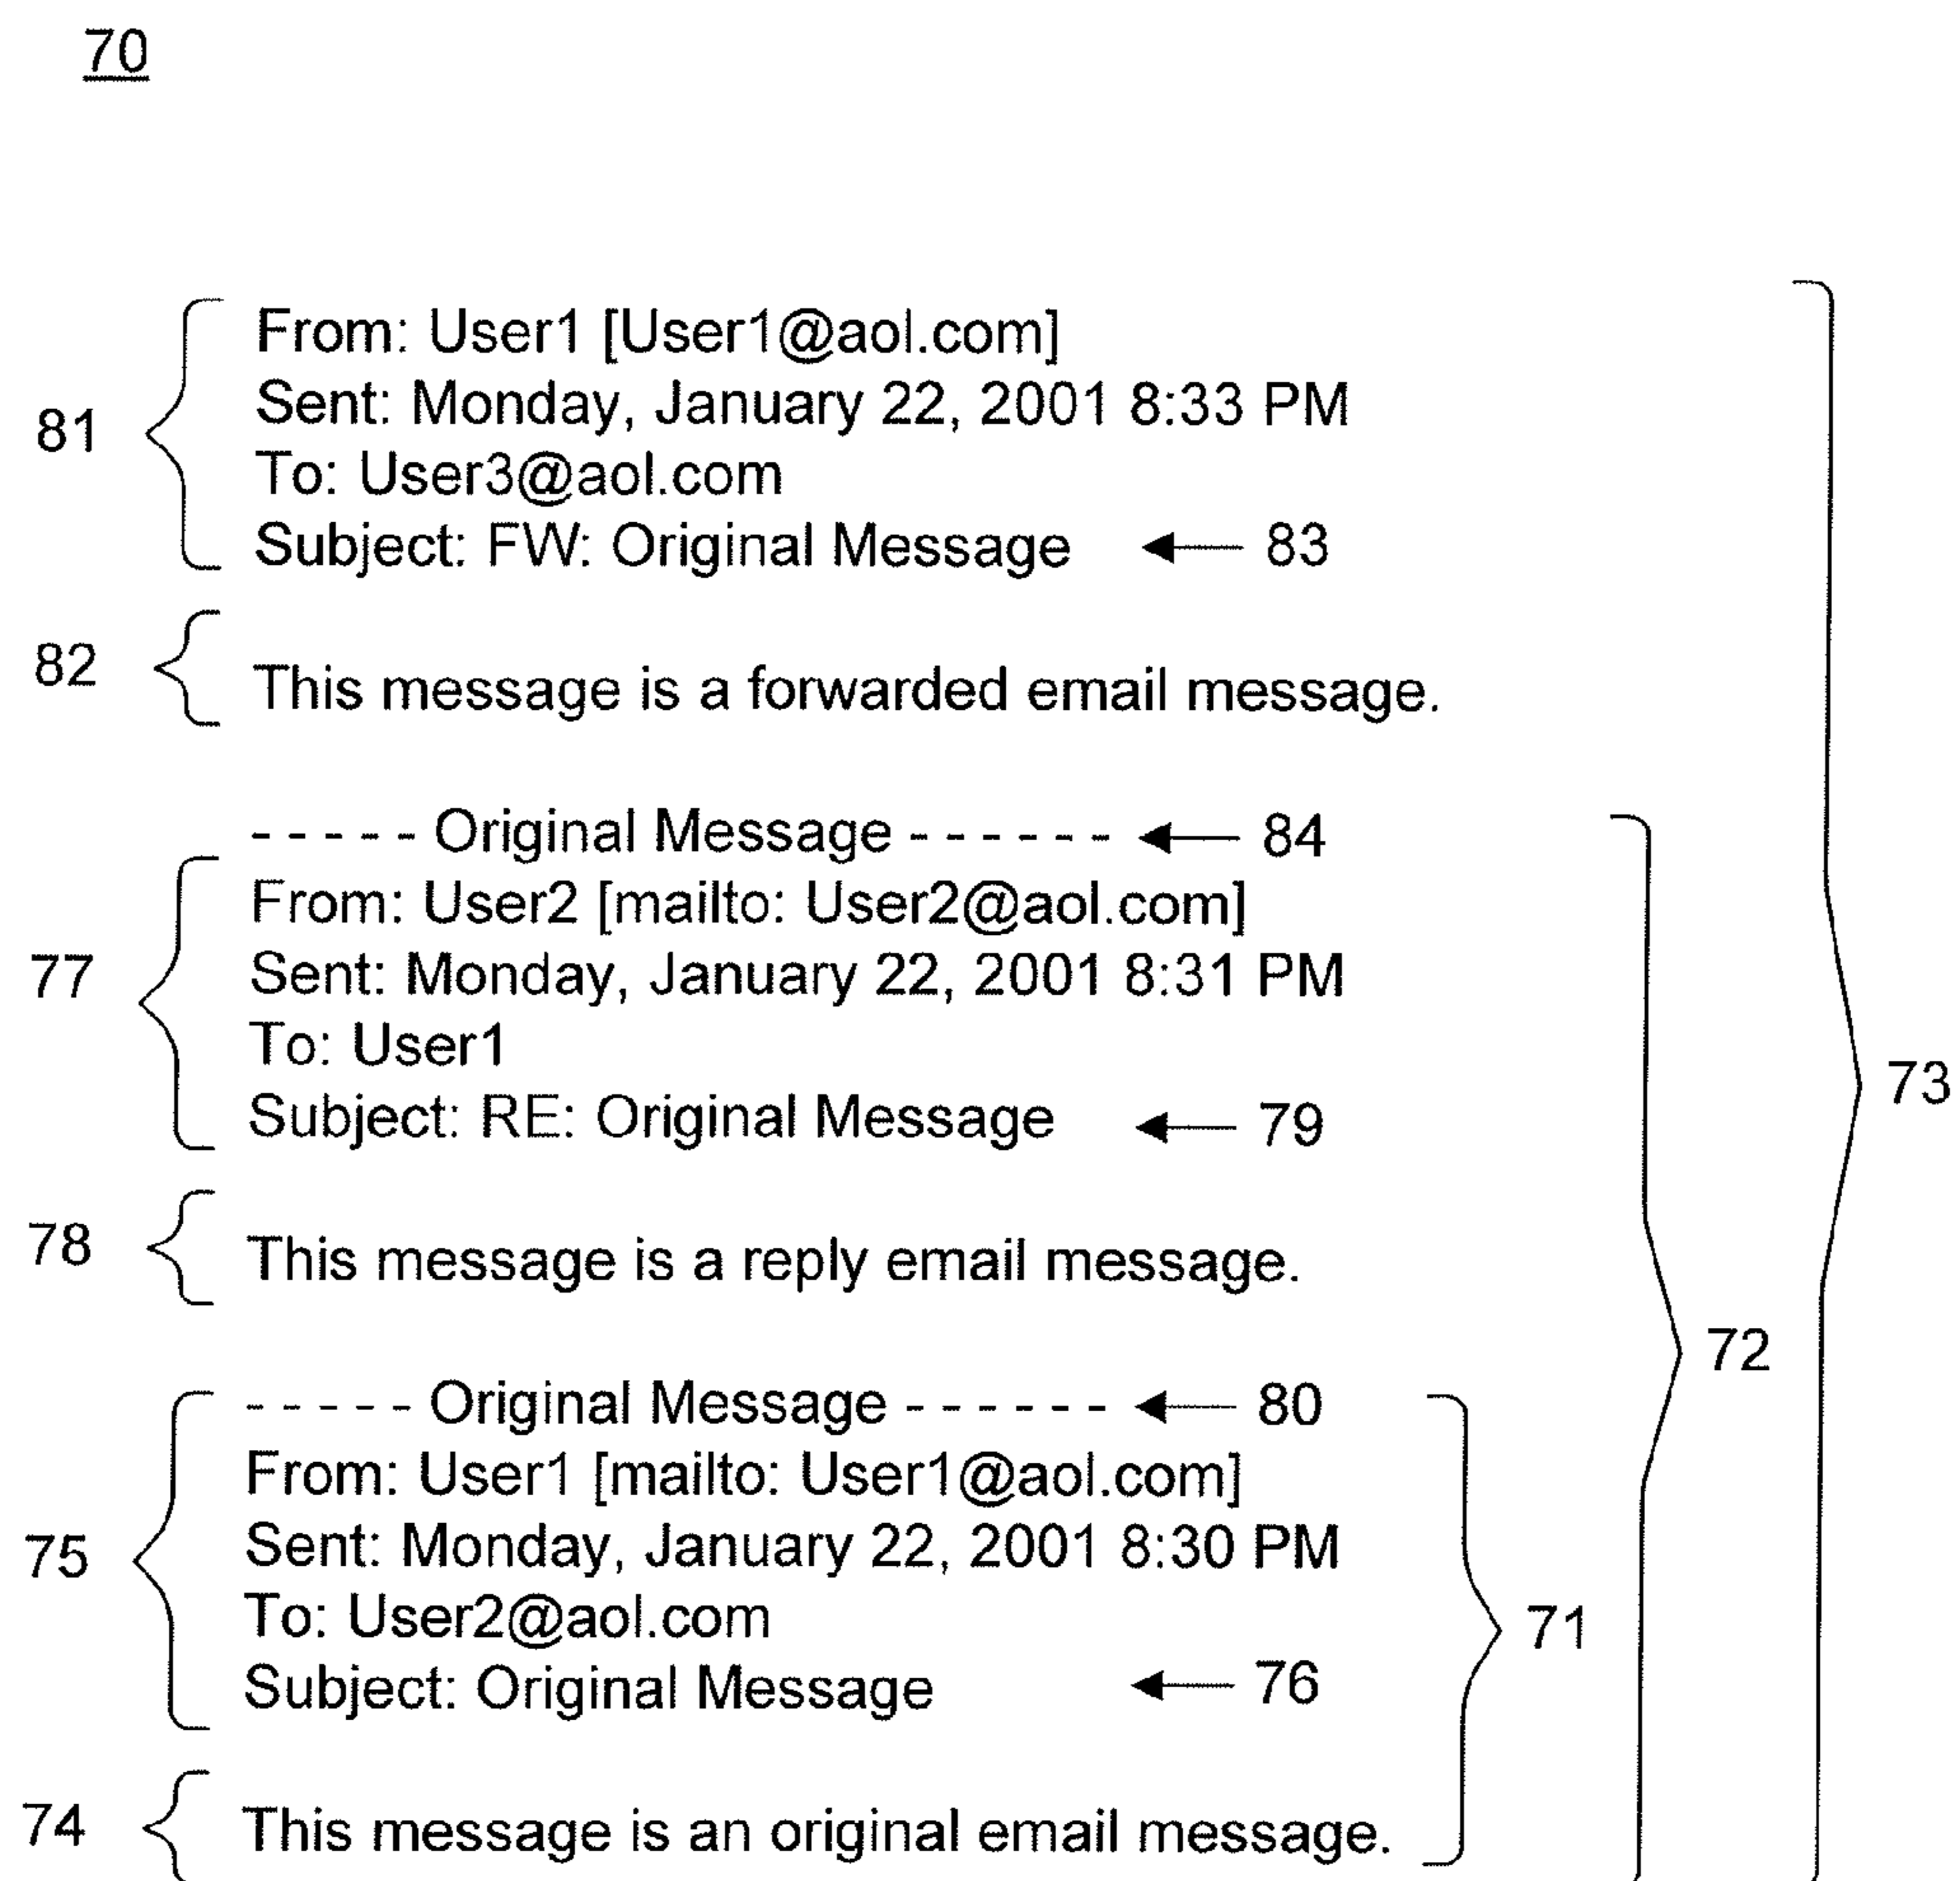 70
81
From: User1 [User1@aol.com]
Sent: Monday, January 22, 2001 8:33 PM
To: User3@aol.com
Subject: FW: Original Message 83
82
This message is a forwarded email message.
- - - - - Original Message - - - - - - 84
77
From: User2 [mailto: User2@aol.com]
Sent: Monday, January 22, 2001 8:31 PM
To: User1
Subject: RE: Original Message 79
73
78
This message is a reply email message.
72
- - - - - Original Message - - - - - - 80
75
From: User1 [mailto: User1@aol.com]
Sent: Monday, January 22, 2001 8:30 PM
To: User2@aol.com
Subject: Original Message 76
71
74
This message is an original email message.